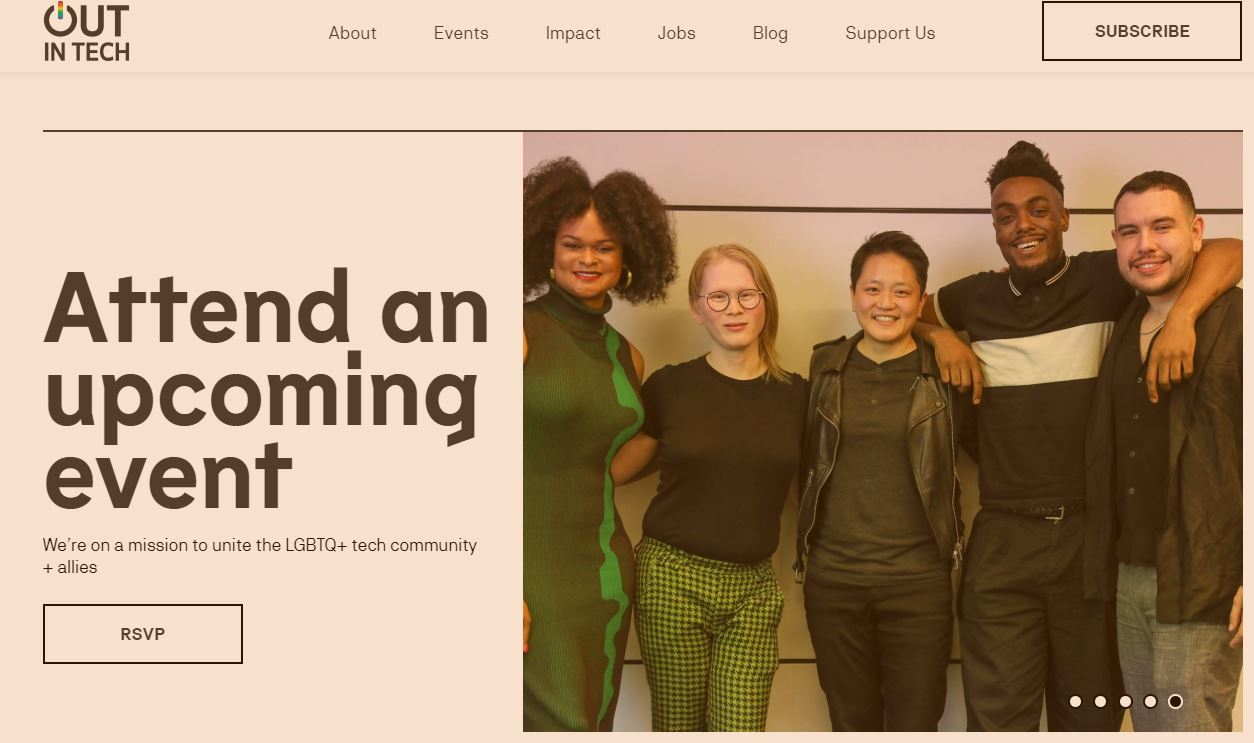 OUT
IN TECH
About Events Impact Jobs Blog Support Us
SUBSCRIBE
Attend an
upcoming
event
We’re on a mission to unite the LGBTQ+ tech community
+ allies
RSVP